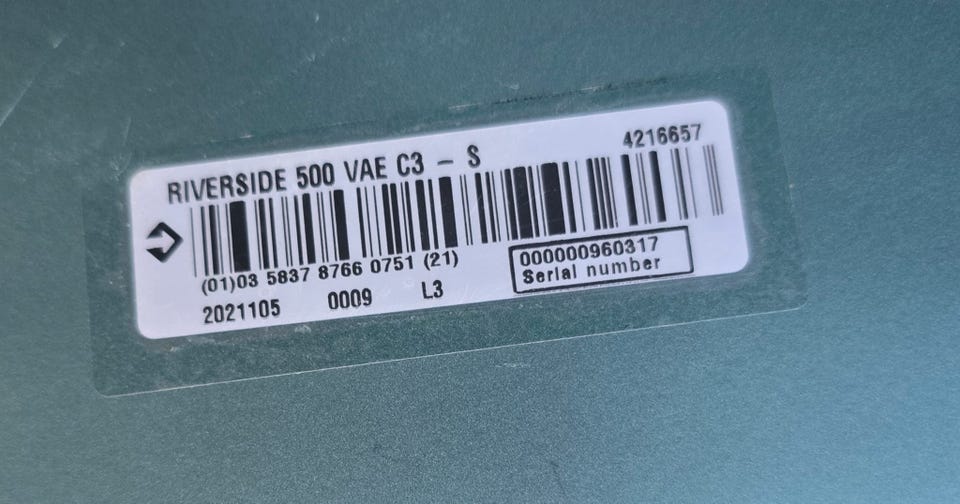 RIVERSIDE 500 VAE C3 - S
4216657
(01)03 5837 8766 0751 (21)
000000960317
Serial number
2021105 0009 L3